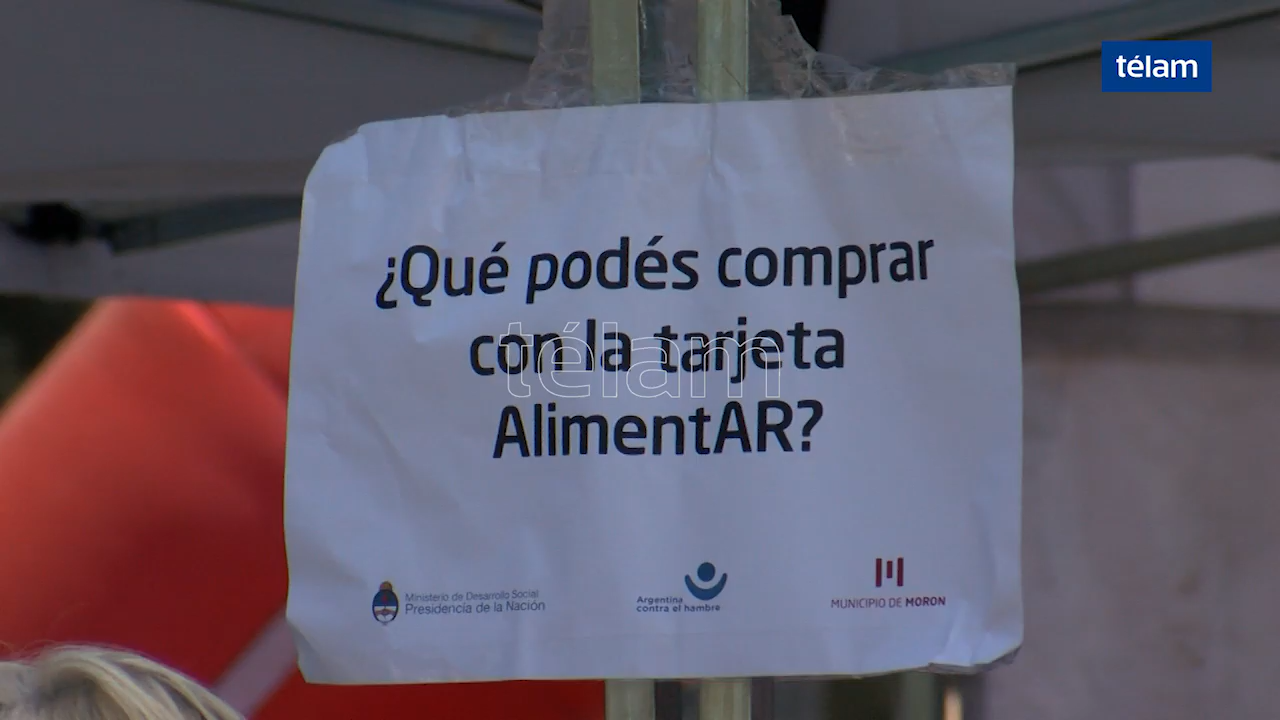 télam
¿Qué podés comprar
con la tarjeta
AlimentAR?
télam
Ministerio de Desarrollo Social
Presidencia de la Nación
Argentina
contra el hambre
MUNICIPIO DE MORON